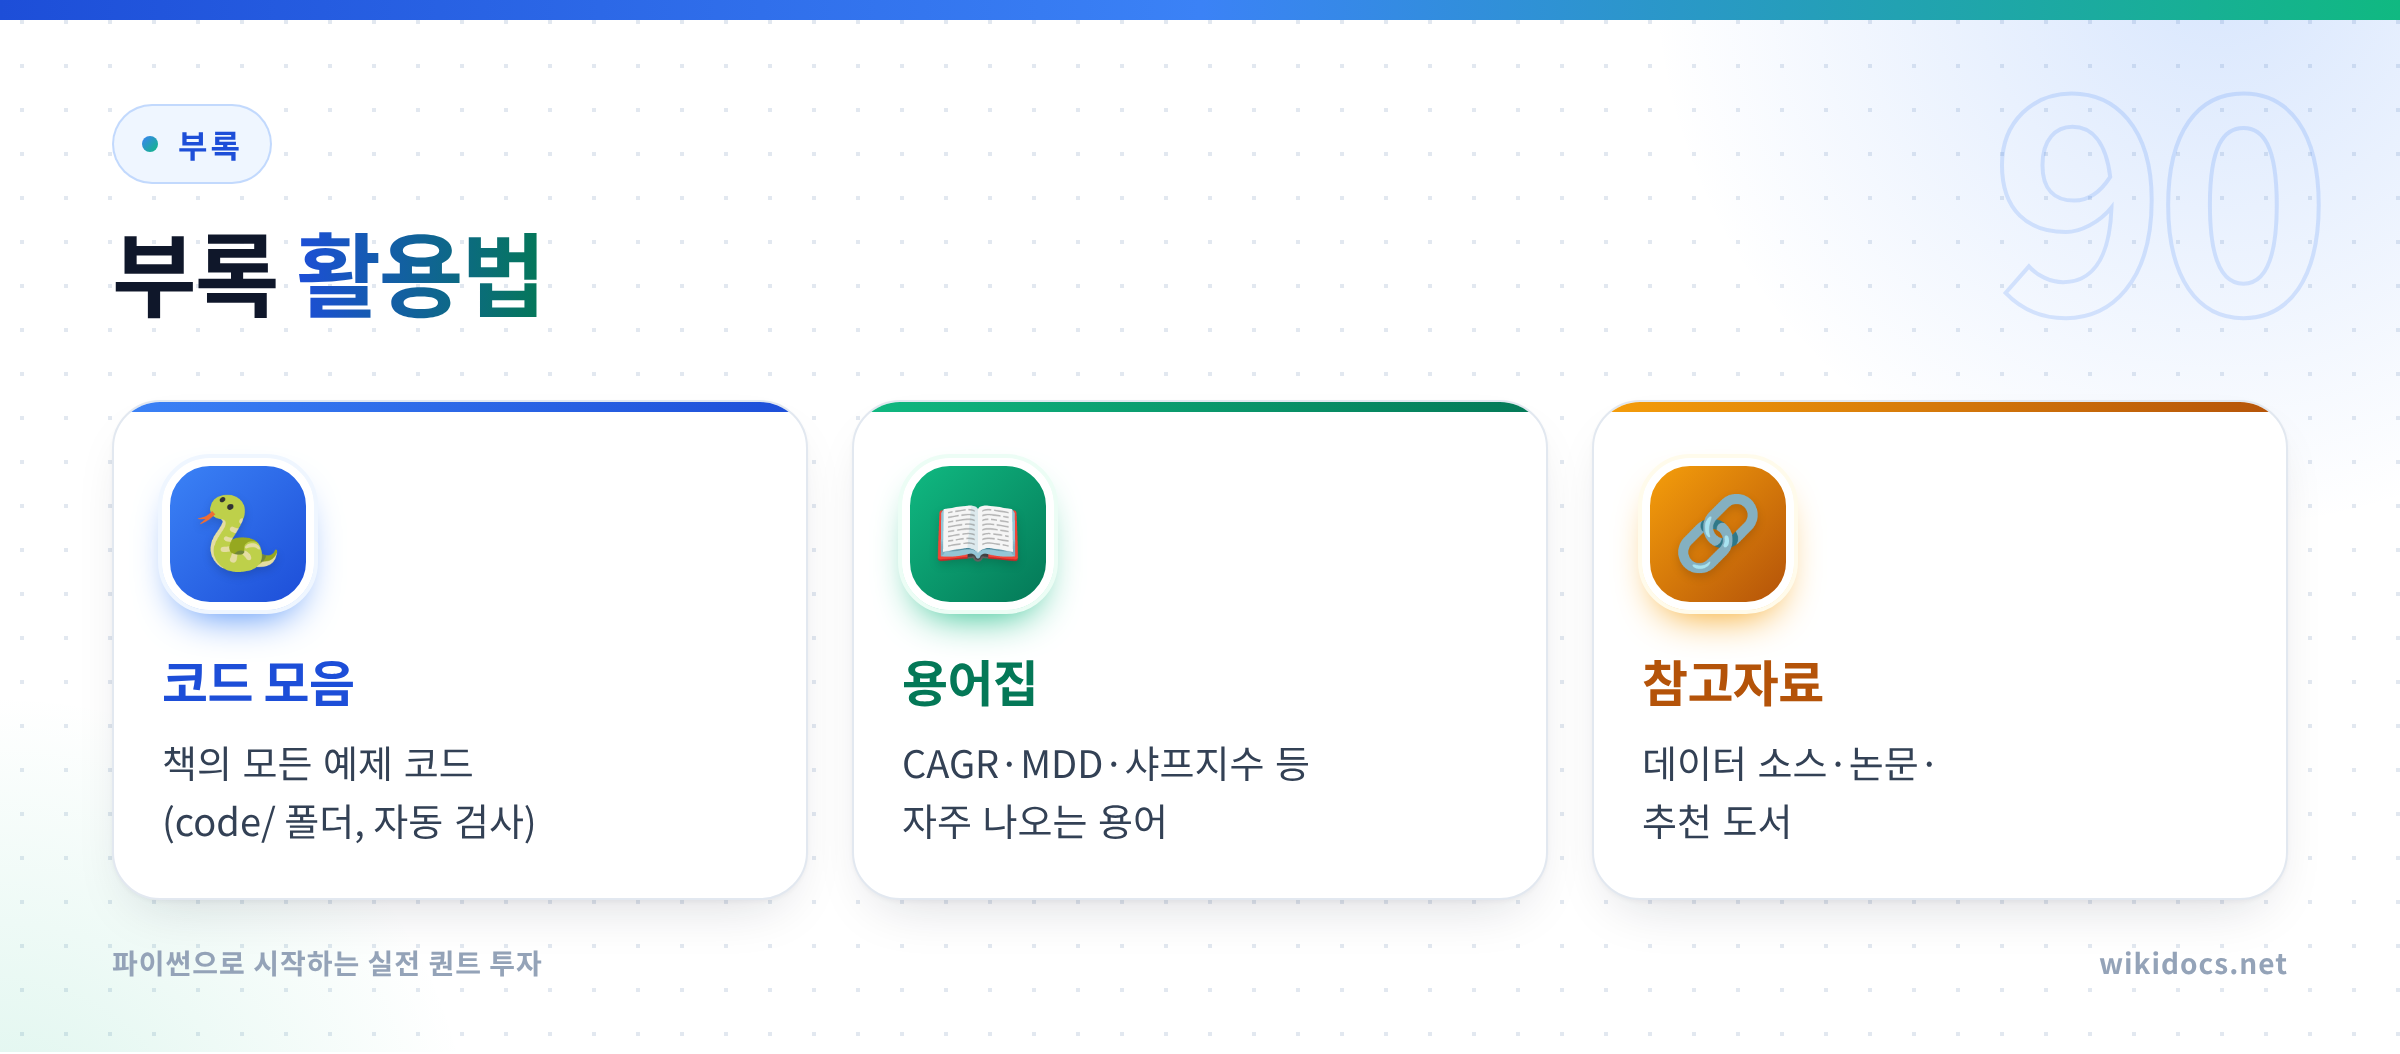 부록
90
부록 활용법
코드 모음
책의 모든 예제 코드
(code/ 폴더, 자동 검사)
용어집
CAGR·MDD·샤프지수 등
자주 나오는 용어
참고자료
데이터 소스·논문·
추천 도서
파이썬으로 시작하는 실전 퀀트 투자
wikidocs.net